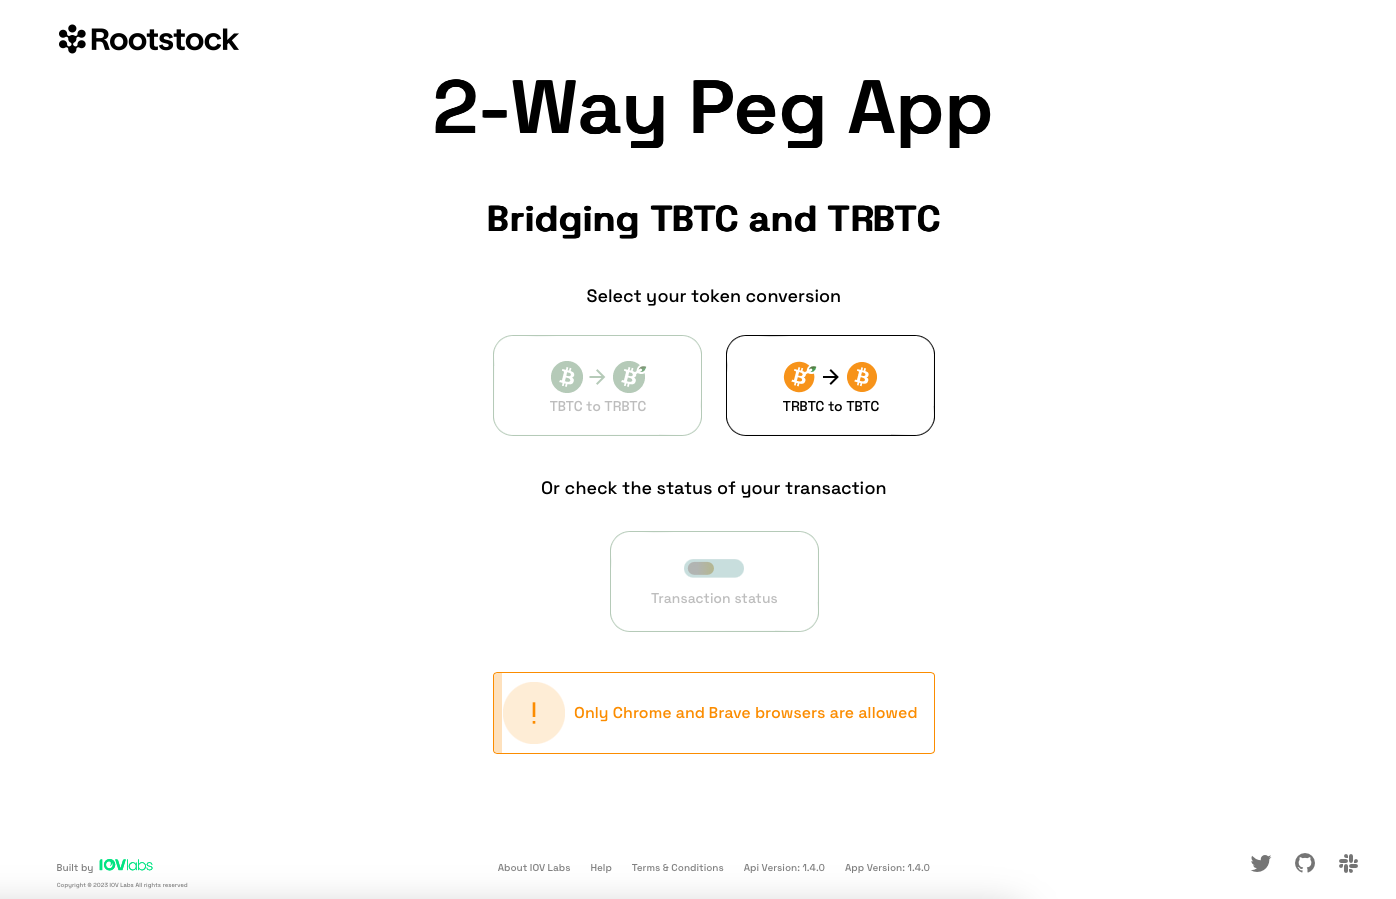 Rootstock
2-Way Peg App
Bridging TBTC and TRBTC
Select your token conversion
TBTC to TRBTC
TRBTC to TBTC
Or check the status of your transaction
Transaction status
! Only Chrome and Brave browsers are allowed
Built by IOVlabs
Copyright © 2023 IOV Labs All rights reserved
About IOV Labs
Help
Terms & Conditions
Api Version: 1.4.0
App Version: 1.4.0